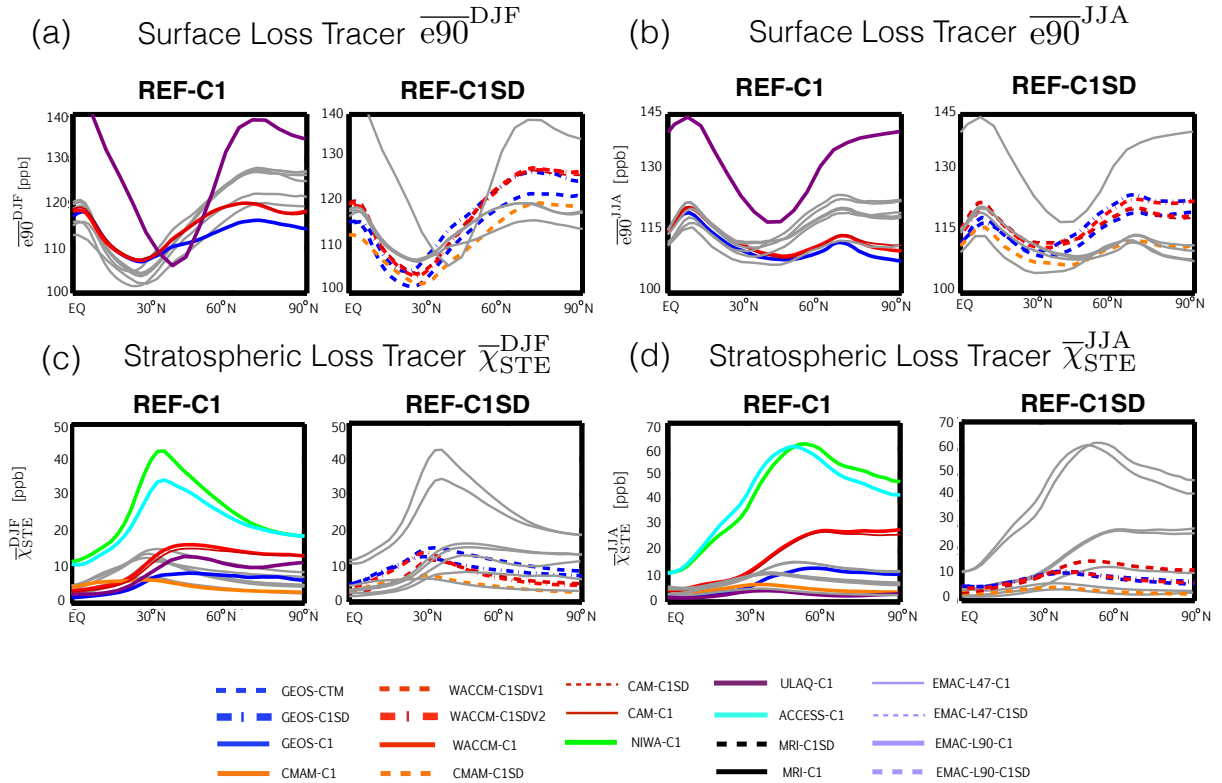 (a) Surface Loss Tracer e90 DJF
(b) Surface Loss Tracer e90 JJA
REF-C1 REF-C1SD REF-C1 REF-C1SD
e90 DJF [ppb]
140
130
120
110
100
EQ 30°N 60°N 90°N
140
130
120
110
100
EQ 30°N 60°N 90°N
e90 JJA [ppb]
145
130
115
100
EQ 30°N 60°N 90°N
145
130
115
100
EQ 30°N 60°N 90°N
(c) Stratospheric Loss Tracer χ STE DJF
(d) Stratospheric Loss Tracer χ STE JJA
REF-C1 REF-C1SD REF-C1 REF-C1SD
χ STE DJF [ppb]
50
40
30
20
10
0
EQ 30°N 60°N 90°N
50
40
30
20
10
0
EQ 30°N 60°N 90°N
χ STE JJA [ppb]
70
60
50
40
30
20
10
0
EQ 30°N 60°N 90°N
70
60
50
40
30
20
10
0
EQ 30°N 60°N 90°N
GEOS-CTM WACCM-C1SDV1 CAM-C1SD ULAQ-C1 EMAC-L47-C1
GEOS-C1SD WACCM-C1SDV2 CAM-C1 ACCESS-C1 EMAC-L47-C1SD
GEOS-C1 WACCM-C1 NIWA-C1 MRI-C1SD EMAC-L90-C1
CMAM-C1 CMAM-C1SD MRI-C1 EMAC-L90-C1SD